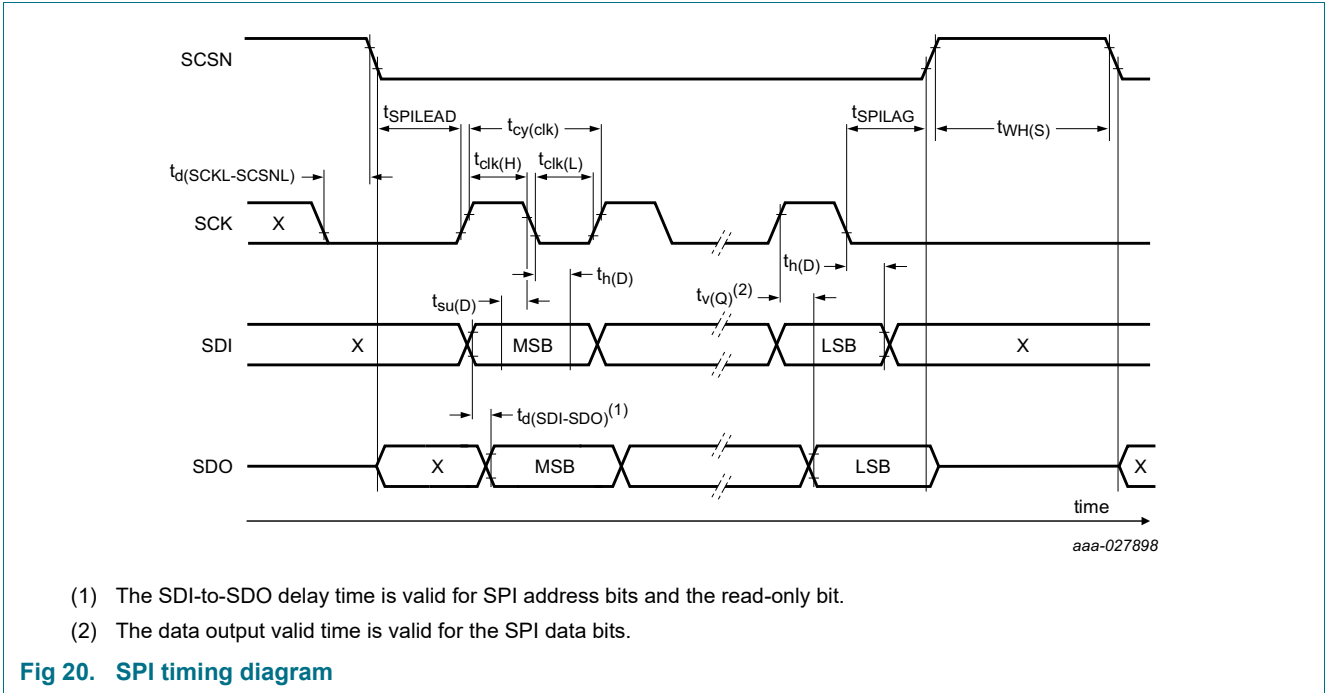 SCSN
tSPILEAD
tcy(clk)
tSPILAG
tWH(S)
tclk(H)
tclk(L)
td(SCKL-SCSNL)
SCK
X
th(D)
th(D)
tsu(D)
tv(Q)(2)
SDI
X
MSB
LSB
X
td(SDI-SDO)(1)
SDO
X
MSB
LSB
X
time
aaa-027898
(1) The SDI-to-SDO delay time is valid for SPI address bits and the read-only bit.
(2) The data output valid time is valid for the SPI data bits.
Fig 20. SPI timing diagram